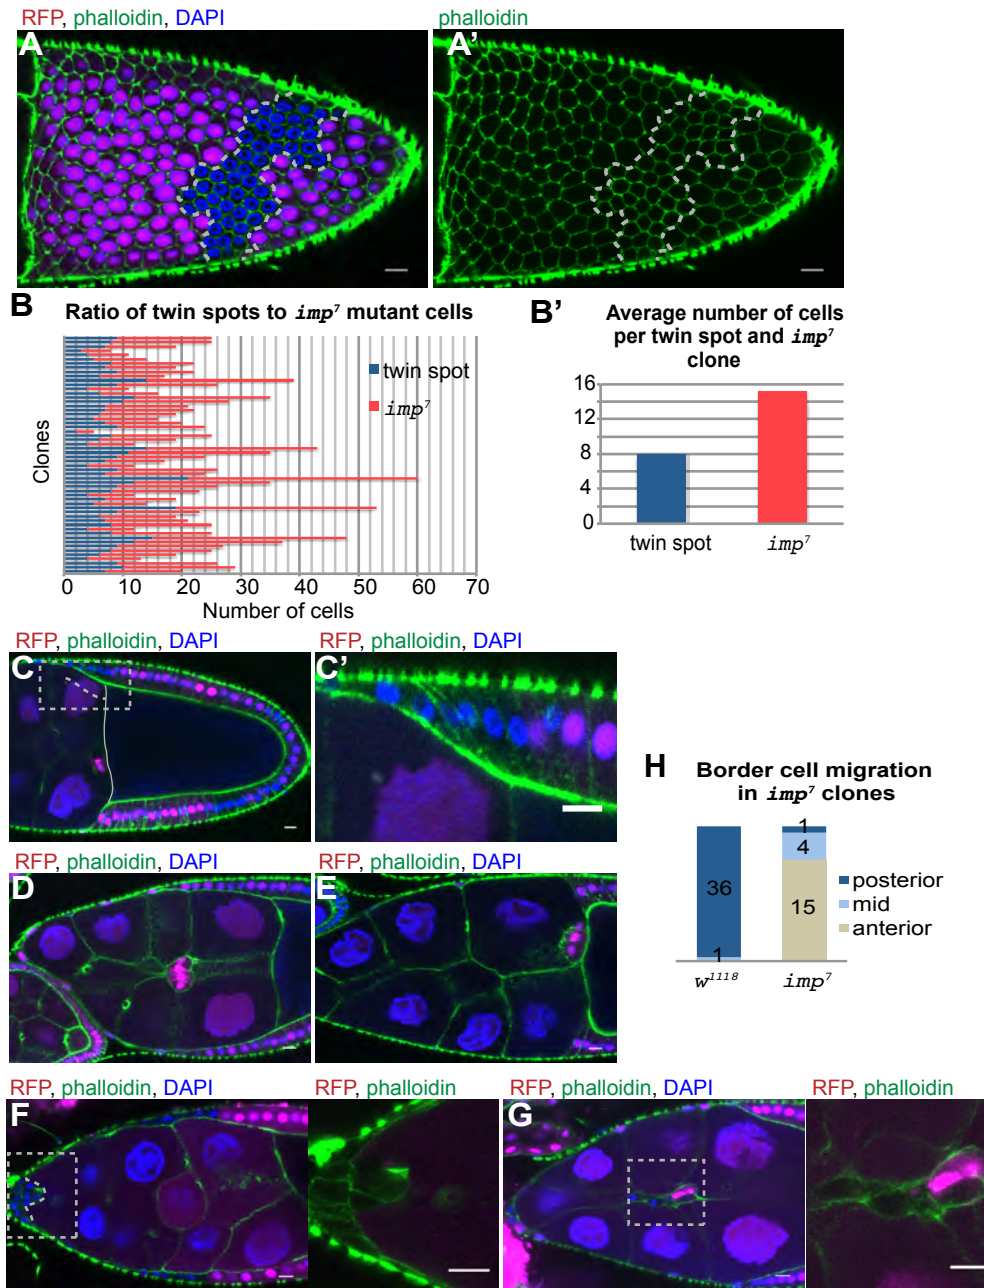 RFP, phalloidin, DAPI
phalloidin
A
A'
B
Ratio of twin spots to imp⁷ mutant cells
twin spot
imp⁷
Clones
0 10 20 30 40 50 60 70
Number of cells
B'
Average number of cells
per twin spot and imp⁷
clone
16
12
8
4
0
twin spot
imp⁷
RFP, phalloidin, DAPI
RFP, phalloidin, DAPI
C
C'
H
Border cell migration
in imp⁷ clones
36
1
1
4
15
posterior
mid
anterior
w¹¹¹⁸
imp⁷
RFP, phalloidin, DAPI
RFP, phalloidin, DAPI
D
E
RFP, phalloidin, DAPI
RFP, phalloidin
RFP, phalloidin, DAPI
RFP, phalloidin
F
G